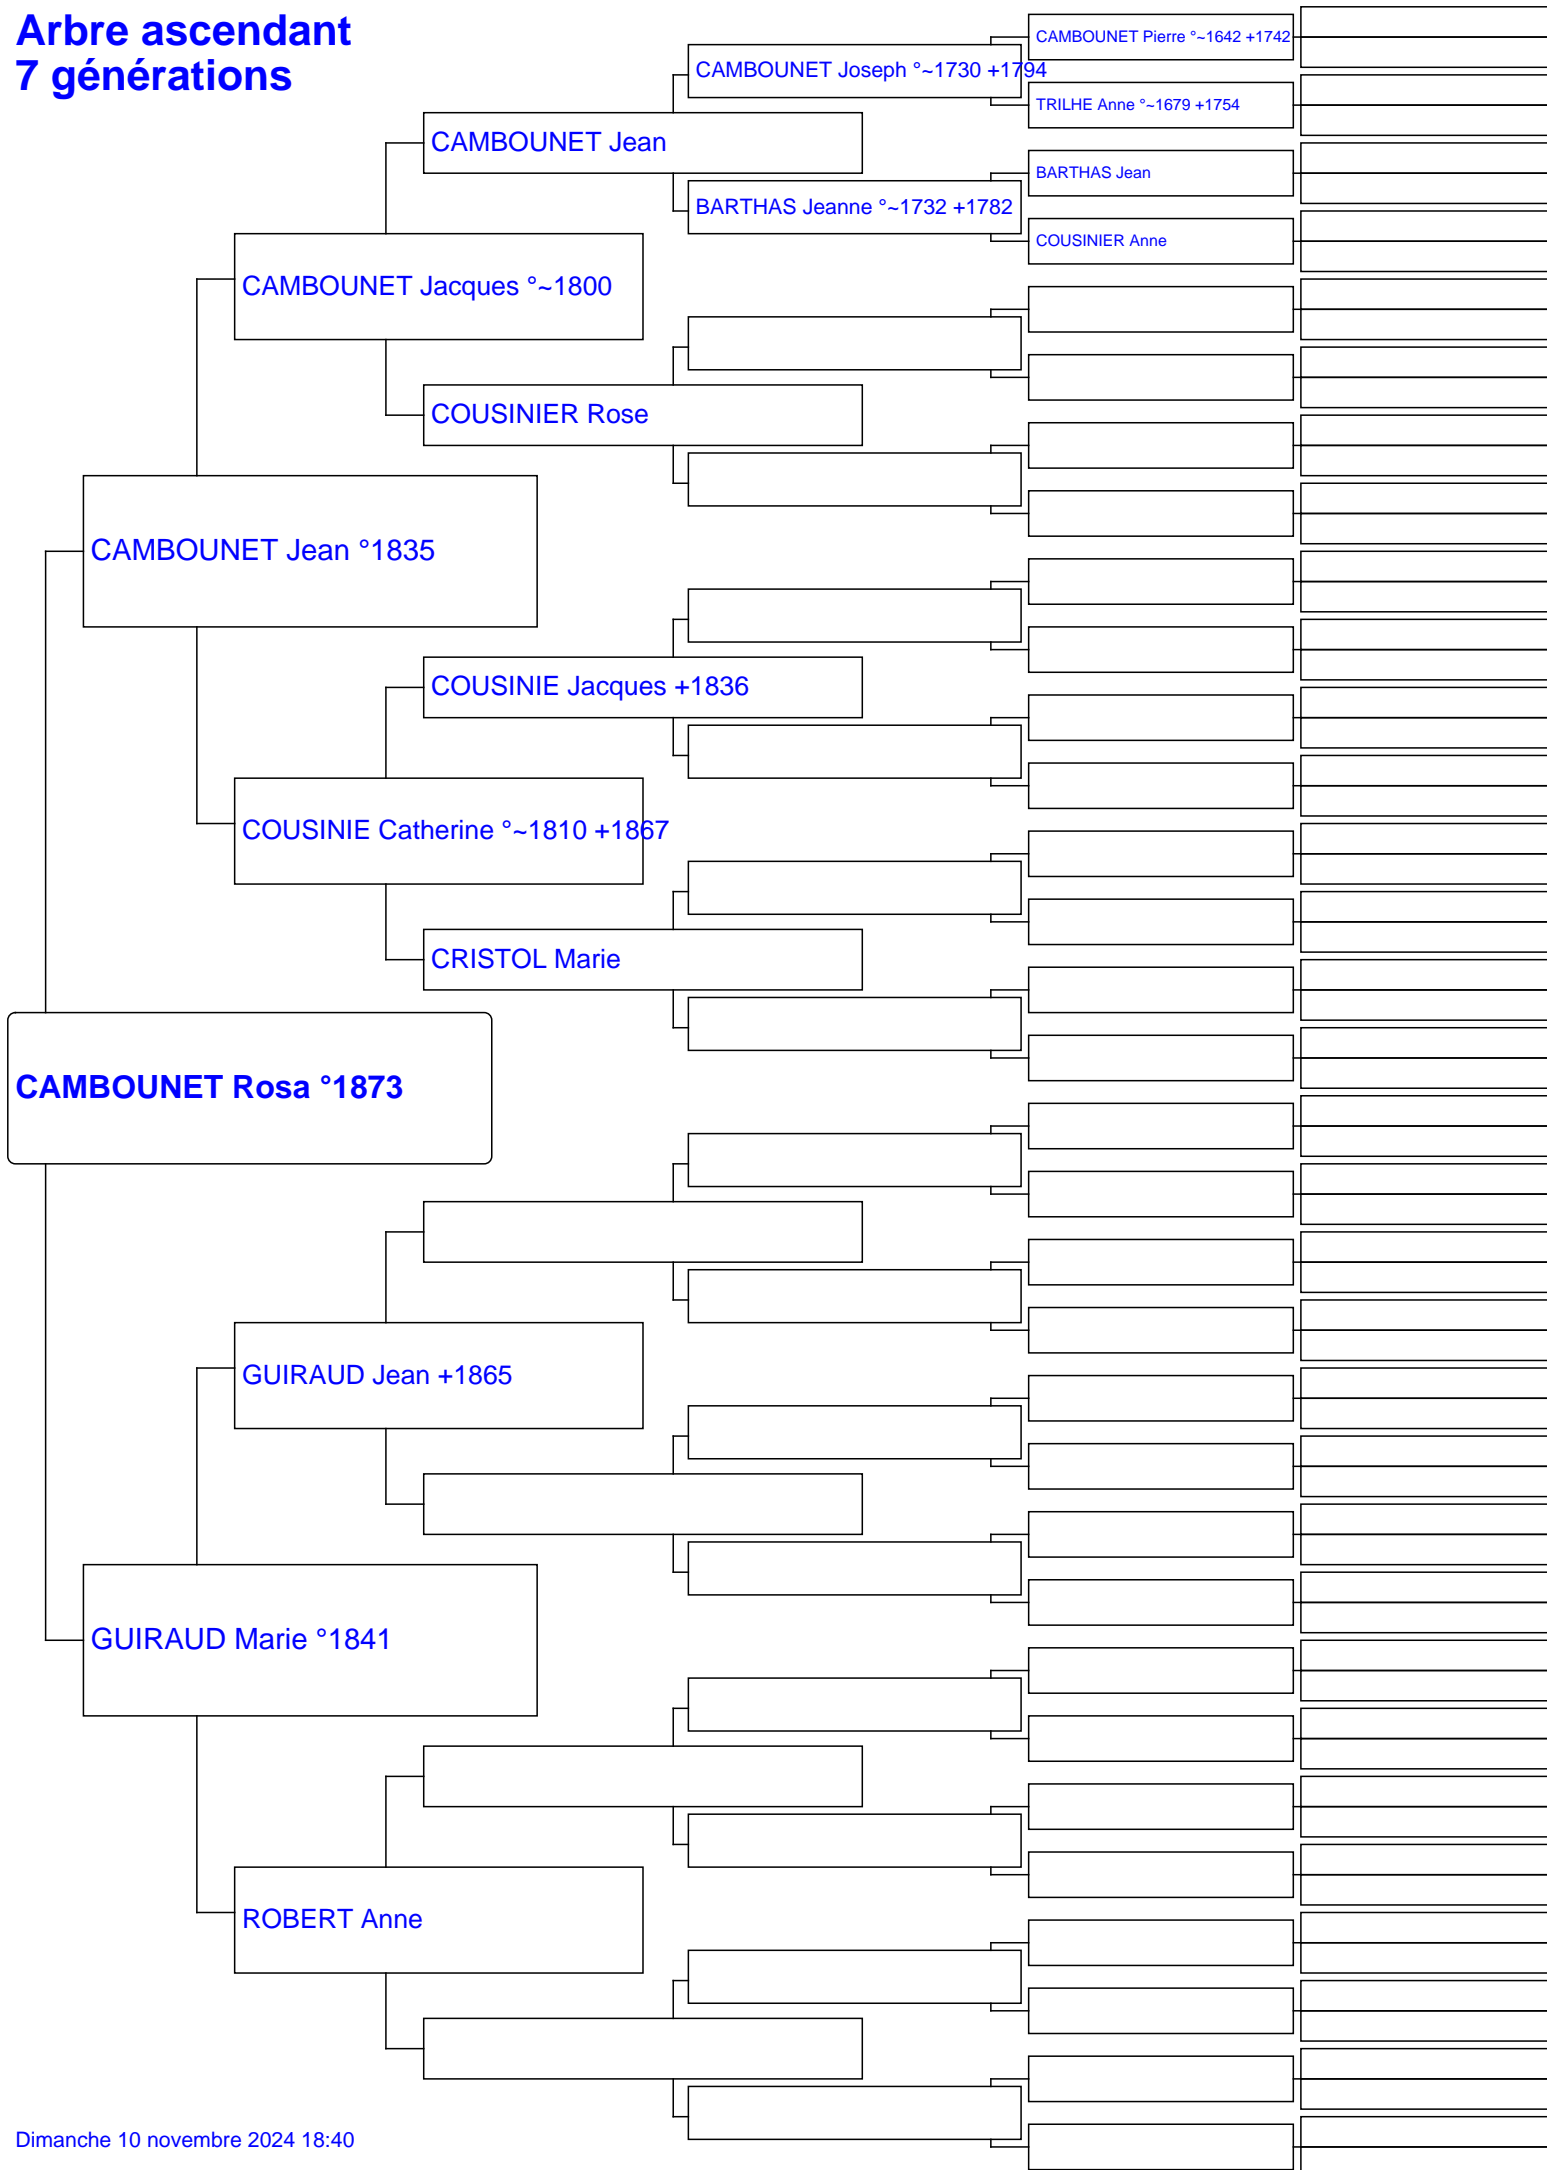 Arbre ascendant
7 générations
CAMBOUNET Pierre °~1642 +1742
CAMBOUNET Joseph °~1730 +1794
TRILHE Anne °~1679 +1754
CAMBOUNET Jean
BARTHAS Jean
BARTHAS Jeanne °~1732 +1782
COUSINIER Anne
CAMBOUNET Jacques °~1800
COUSINIER Rose
CAMBOUNET Jean °1835
COUSINIE Jacques +1836
COUSINIE Catherine °~1810 +1867
CRISTOL Marie
CAMBOUNET Rosa °1873
GUIRAUD Jean +1865
GUIRAUD Marie °1841
ROBERT Anne
Dimanche 10 novembre 2024 18:40